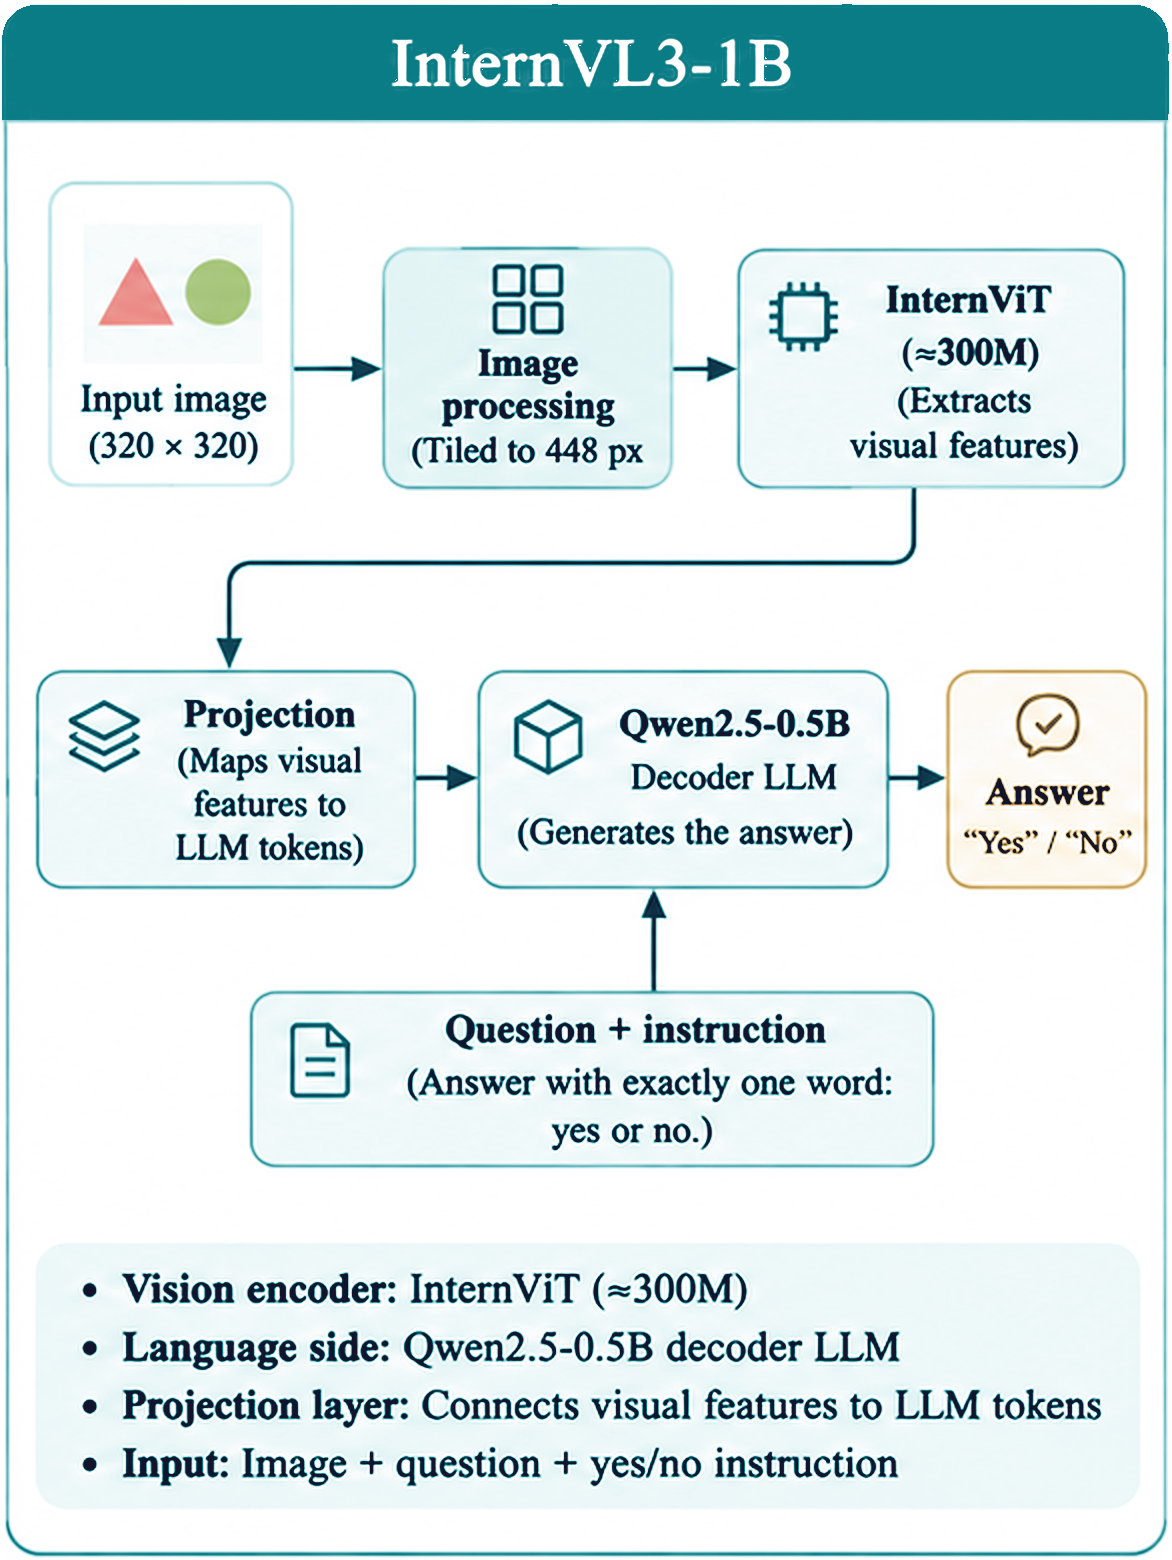 InternVL3-1B
Input image
(320 × 320)
Image
processing
(Tiled to 448 px
InternViT
(≈300M)
(Extracts
visual features)
Projection
(Maps visual
features to
LLM tokens)
Qwen2.5-0.5B
Decoder LLM
(Generates the answer)
Answer
“Yes” / “No”
Question + instruction
(Answer with exactly one word:
yes or no.)
• Vision encoder: InternViT (≈300M)
• Language side: Qwen2.5-0.5B decoder LLM
• Projection layer: Connects visual features to LLM tokens
• Input: Image + question + yes/no instruction